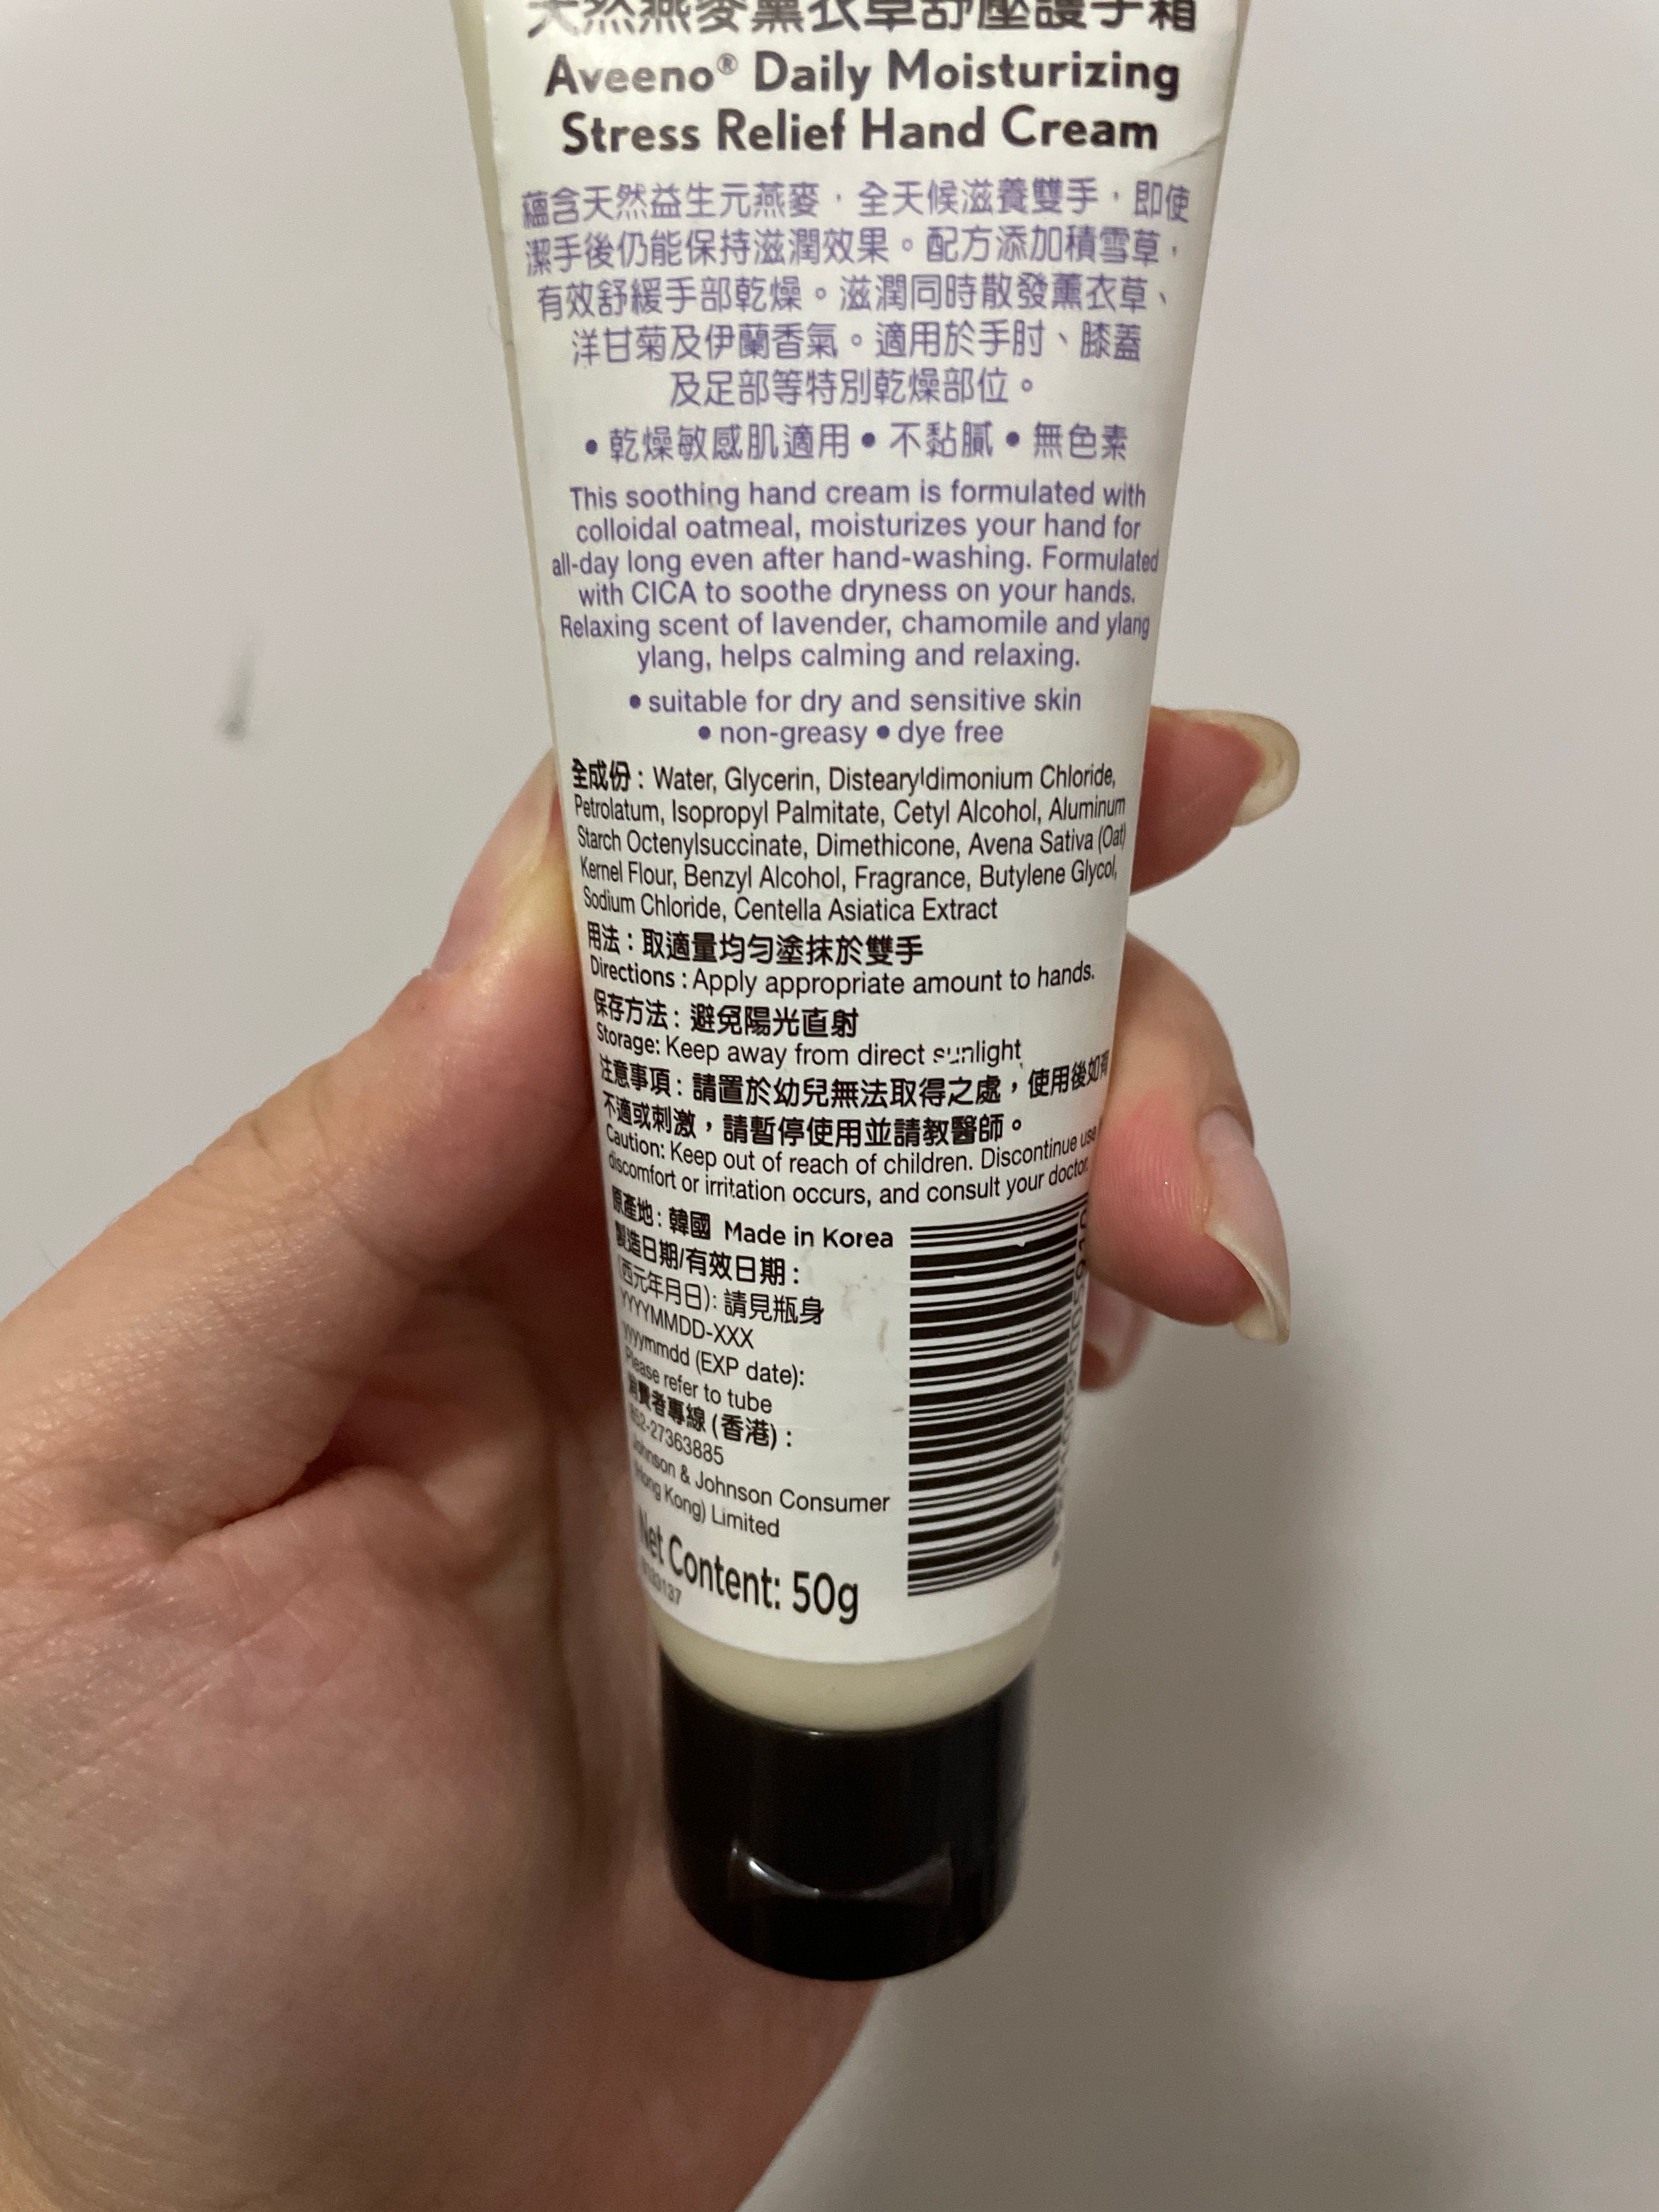 天然燕麥薰衣草舒壓護手霜
Aveeno® Daily Moisturizing
Stress Relief Hand Cream
蘊含天然益生元燕麥，全天候滋養雙手，即使
潔手後仍能保持滋潤效果。配方添加積雪草，
有效舒緩手部乾燥。滋潤同時散發薰衣草、
洋甘菊及伊蘭香氣。適用於手肘、膝蓋
及足部等特別乾燥部位。
• 乾燥敏感肌適用 • 不黏膩 • 無色素
This soothing hand cream is formulated with
colloidal oatmeal, moisturizes your hand for
all-day long even after hand-washing. Formulated
with CICA to soothe dryness on your hands.
Relaxing scent of lavender, chamomile and ylang
ylang, helps calming and relaxing.
• suitable for dry and sensitive skin
• non-greasy • dye free
全成份：Water, Glycerin, Distearyldimonium Chloride,
Petrolatum, Isopropyl Palmitate, Cetyl Alcohol, Aluminum
Starch Octenylsuccinate, Dimethicone, Avena Sativa (Oat)
Kernel Flour, Benzyl Alcohol, Fragrance, Butylene Glycol,
Sodium Chloride, Centella Asiatica Extract
用法：取適量均勻塗抹於雙手
Directions : Apply appropriate amount to hands.
保存方法：避免陽光直射
Storage: Keep away from direct sunlight
注意事項：請置於幼兒無法取得之處，使用後如有
不適或刺激，請暫停使用並請教醫師。
Caution: Keep out of reach of children. Discontinue use
discomfort or irritation occurs, and consult your doctor.
原產地：韓國 Made in Korea
製造日期/有效日期：
(西元年月日)：請見瓶身
YYYYMMDD-XXX
yyyymmdd (EXP date):
Please refer to tube
消費者專線 (香港)：
852-27363885
Johnson & Johnson Consumer
(Hong Kong) Limited
Net Content: 50g